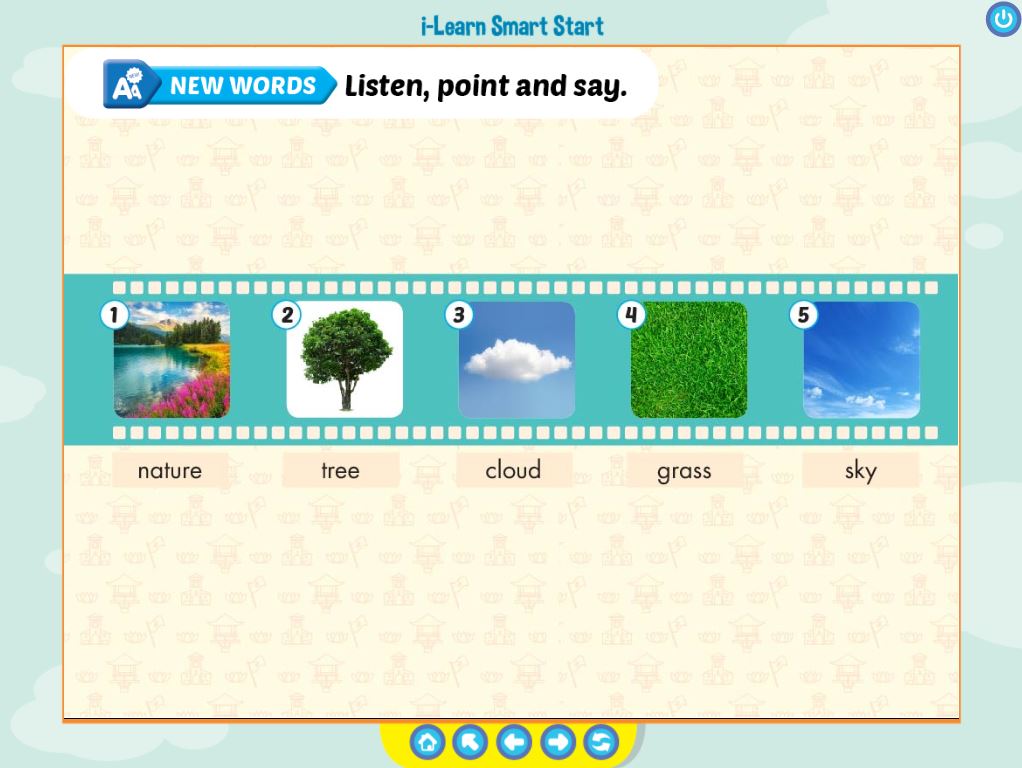 i-Learn Smart Start
NEW WORDS Listen, point and say.
1 2 3 4 5
nature tree cloud grass sky